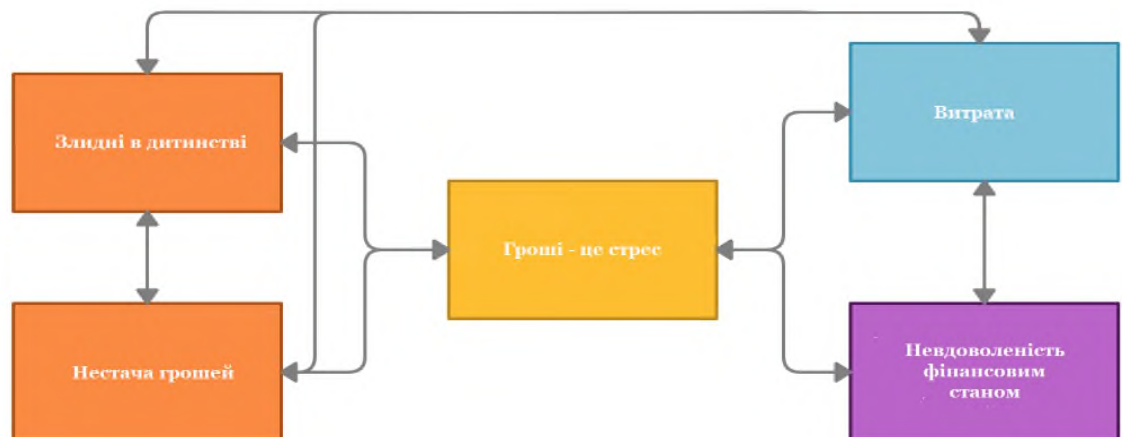 Злидні в дитинстві
Витрата
Гроші - це стрес
Нестача грошей
Невдоволеність
фінансовим
станом